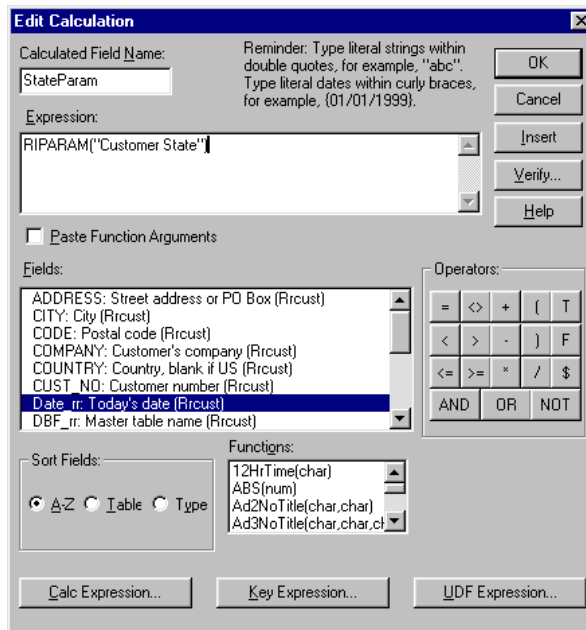 Edit Calculation
Calculated Field Name:
StateParam
Reminder: Type literal strings within
double quotes, for example, "abc".
Type literal dates within curly braces,
for example, {01/01/1999}.
OK
Cancel
Insert
Verify...
Help
Expression:
RIPARAM("Customer State")
Paste Function Arguments
Fields:
ADDRESS: Street address or PO Box (Rrcust)
CITY: City (Rrcust)
CODE: Postal code (Rrcust)
COMPANY: Customer's company (Rrcust)
COUNTRY: Country, blank if US (Rrcust)
CUST_NO: Customer number (Rrcust)
Date_rr: Today's date (Rrcust)
DBF_rr: Master table name (Rrcust)
Operators:
= <> + ( T
< > - ) F
<= >= * / $
AND OR NOT
Sort Fields:
A-Z Table Type
Functions:
12HrTime(char)
ABS(num)
Ad2NoTitle(char,char)
Ad3NoTitle(char,char,ch
Calc Expression... Key Expression... UDF Expression...